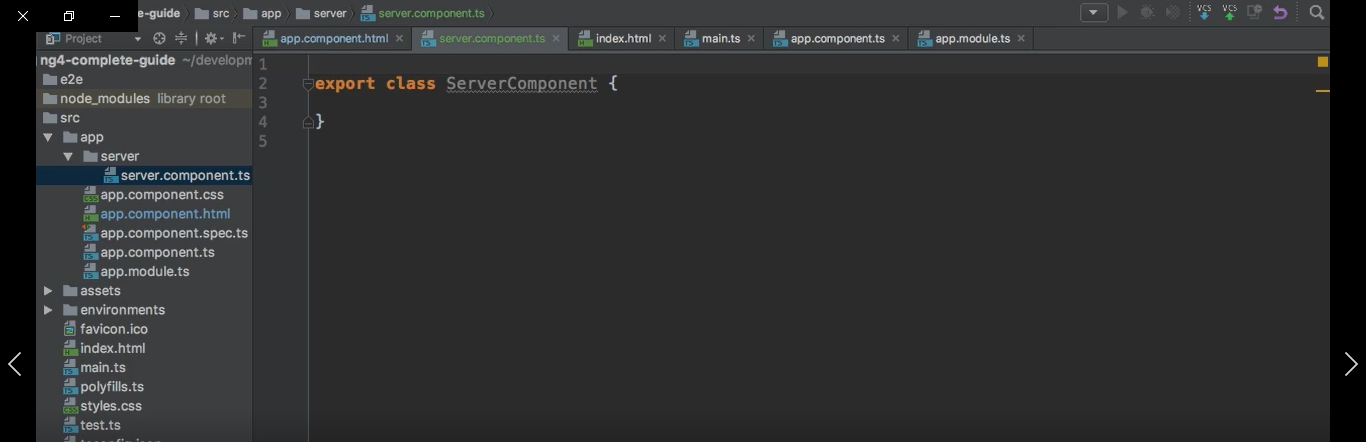 e-guide src app server server.component.ts
VCS VCS
Project
app.component.html server.component.ts index.html main.ts app.component.ts app.module.ts
ng4-complete-guide ~/developm
e2e
node_modules library root
src
app
server
server.component.ts
app.component.css
app.component.html
app.component.spec.ts
app.component.ts
app.module.ts
assets
environments
favicon.ico
index.html
main.ts
polyfills.ts
styles.css
test.ts
1
2 export class ServerComponent {
3
4 }
5